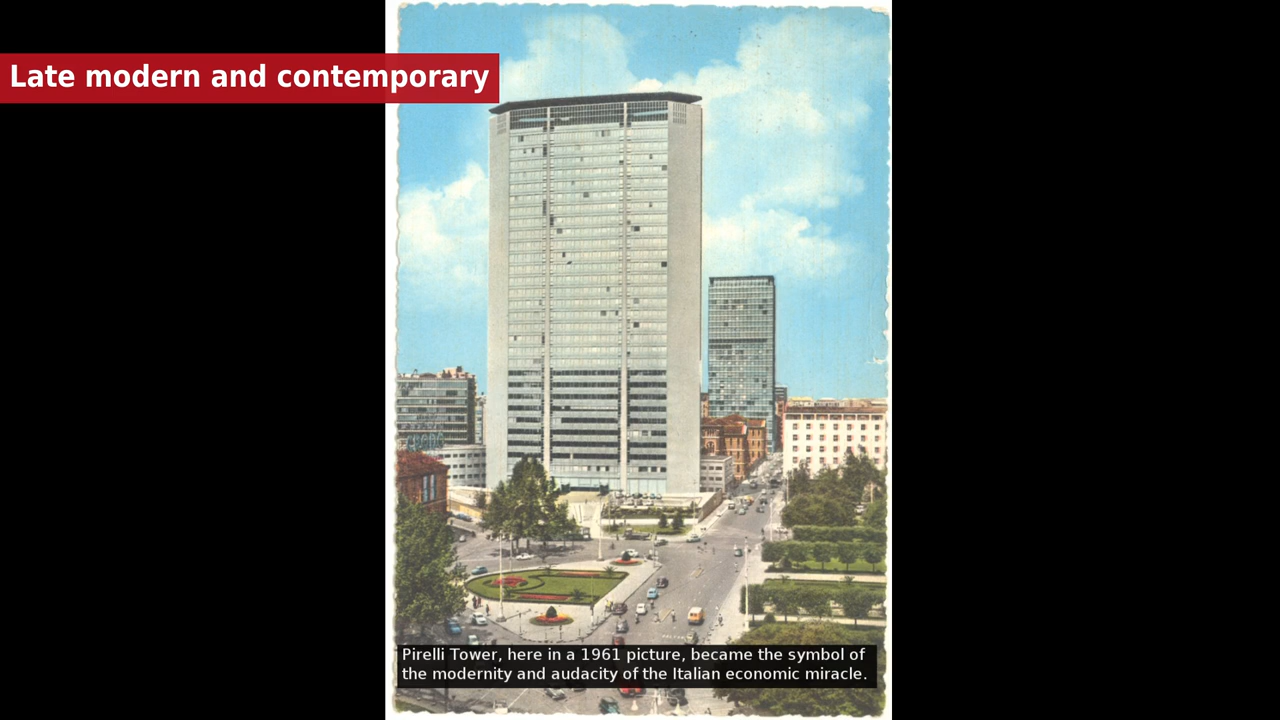 Late modern and contemporary
Pirelli Tower, here in a 1961 picture, became the symbol of
the modernity and audacity of the Italian economic miracle.